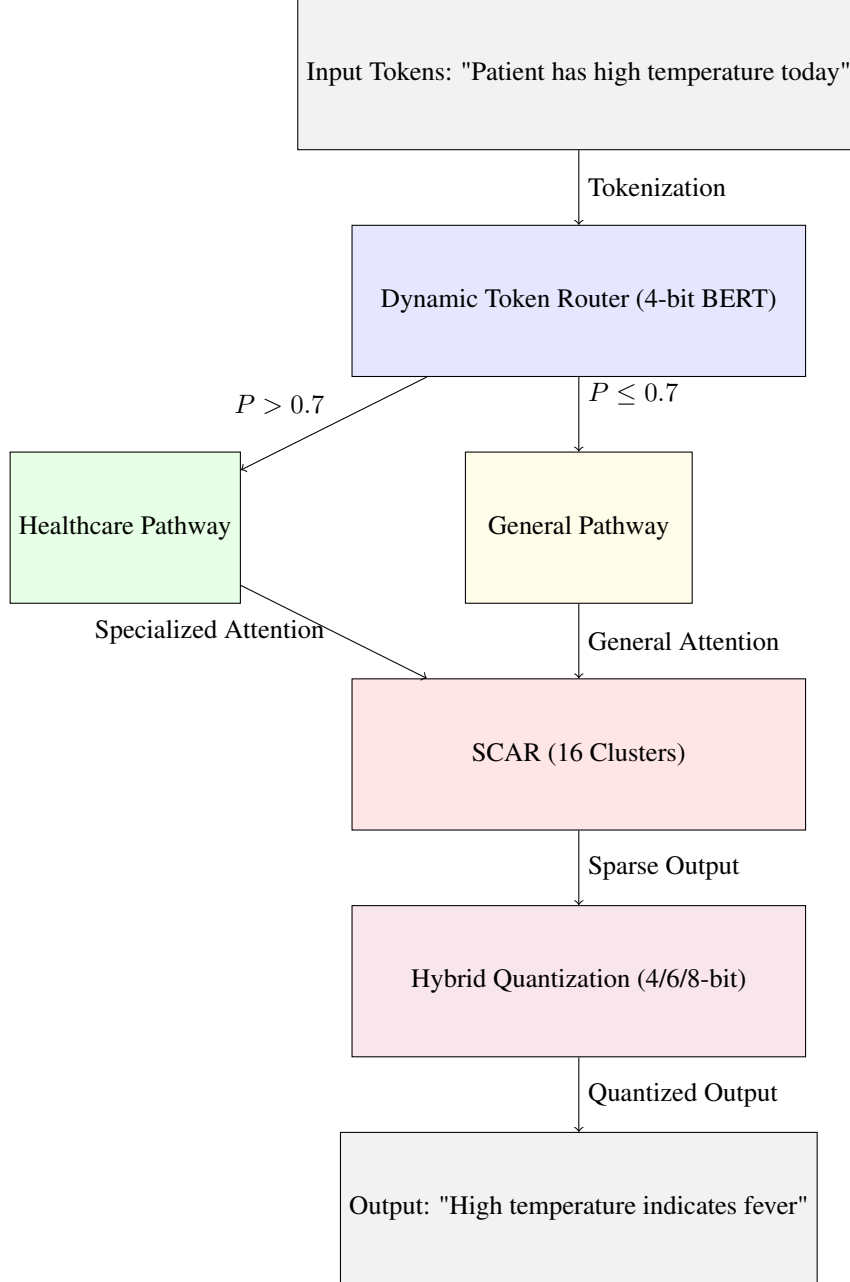 Input Tokens: "Patient has high temperature today"
Tokenization
Dynamic Token Router (4-bit BERT)
P > 0.7
P ≤ 0.7
Healthcare Pathway
General Pathway
Specialized Attention
General Attention
SCAR (16 Clusters)
Sparse Output
Hybrid Quantization (4/6/8-bit)
Quantized Output
Output: "High temperature indicates fever"